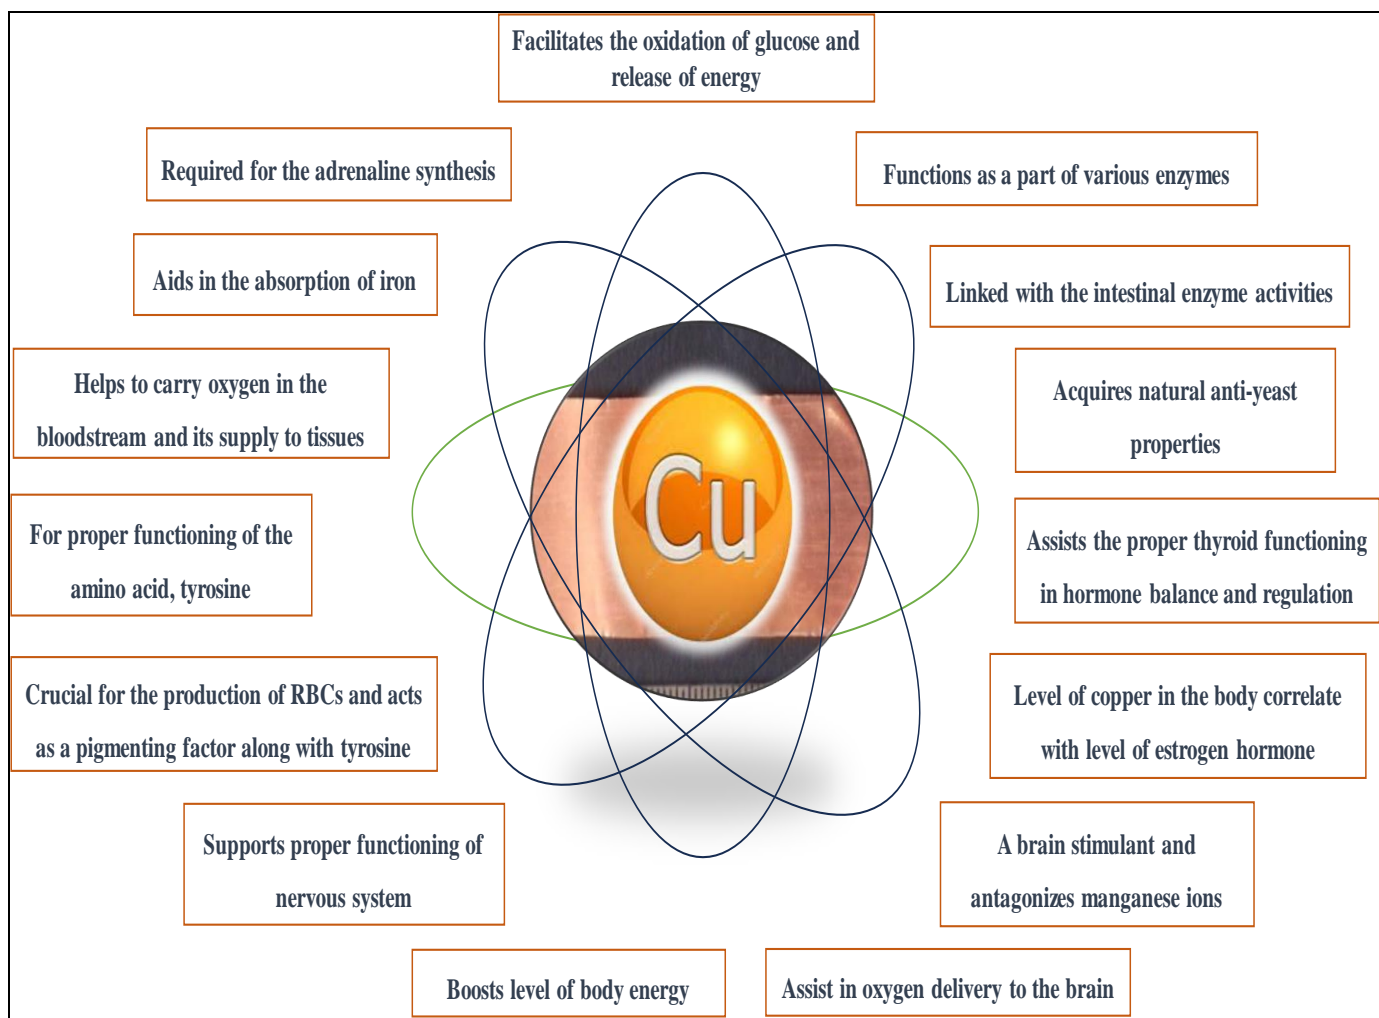 Facilitates the oxidation of glucose and
release of energy
Required for the adrenaline synthesis
Functions as a part of various enzymes
Aids in the absorption of iron
Linked with the intestinal enzyme activities
Helps to carry oxygen in the
bloodstream and its supply to tissues
Acquires natural anti-yeast
properties
Cu
For proper functioning of the
amino acid, tyrosine
Assists the proper thyroid functioning
in hormone balance and regulation
Crucial for the production of RBCs and acts
as a pigmenting factor along with tyrosine
Level of copper in the body correlate
with level of estrogen hormone
Supports proper functioning of
nervous system
A brain stimulant and
antagonizes manganese ions
Boosts level of body energy
Assist in oxygen delivery to the brain